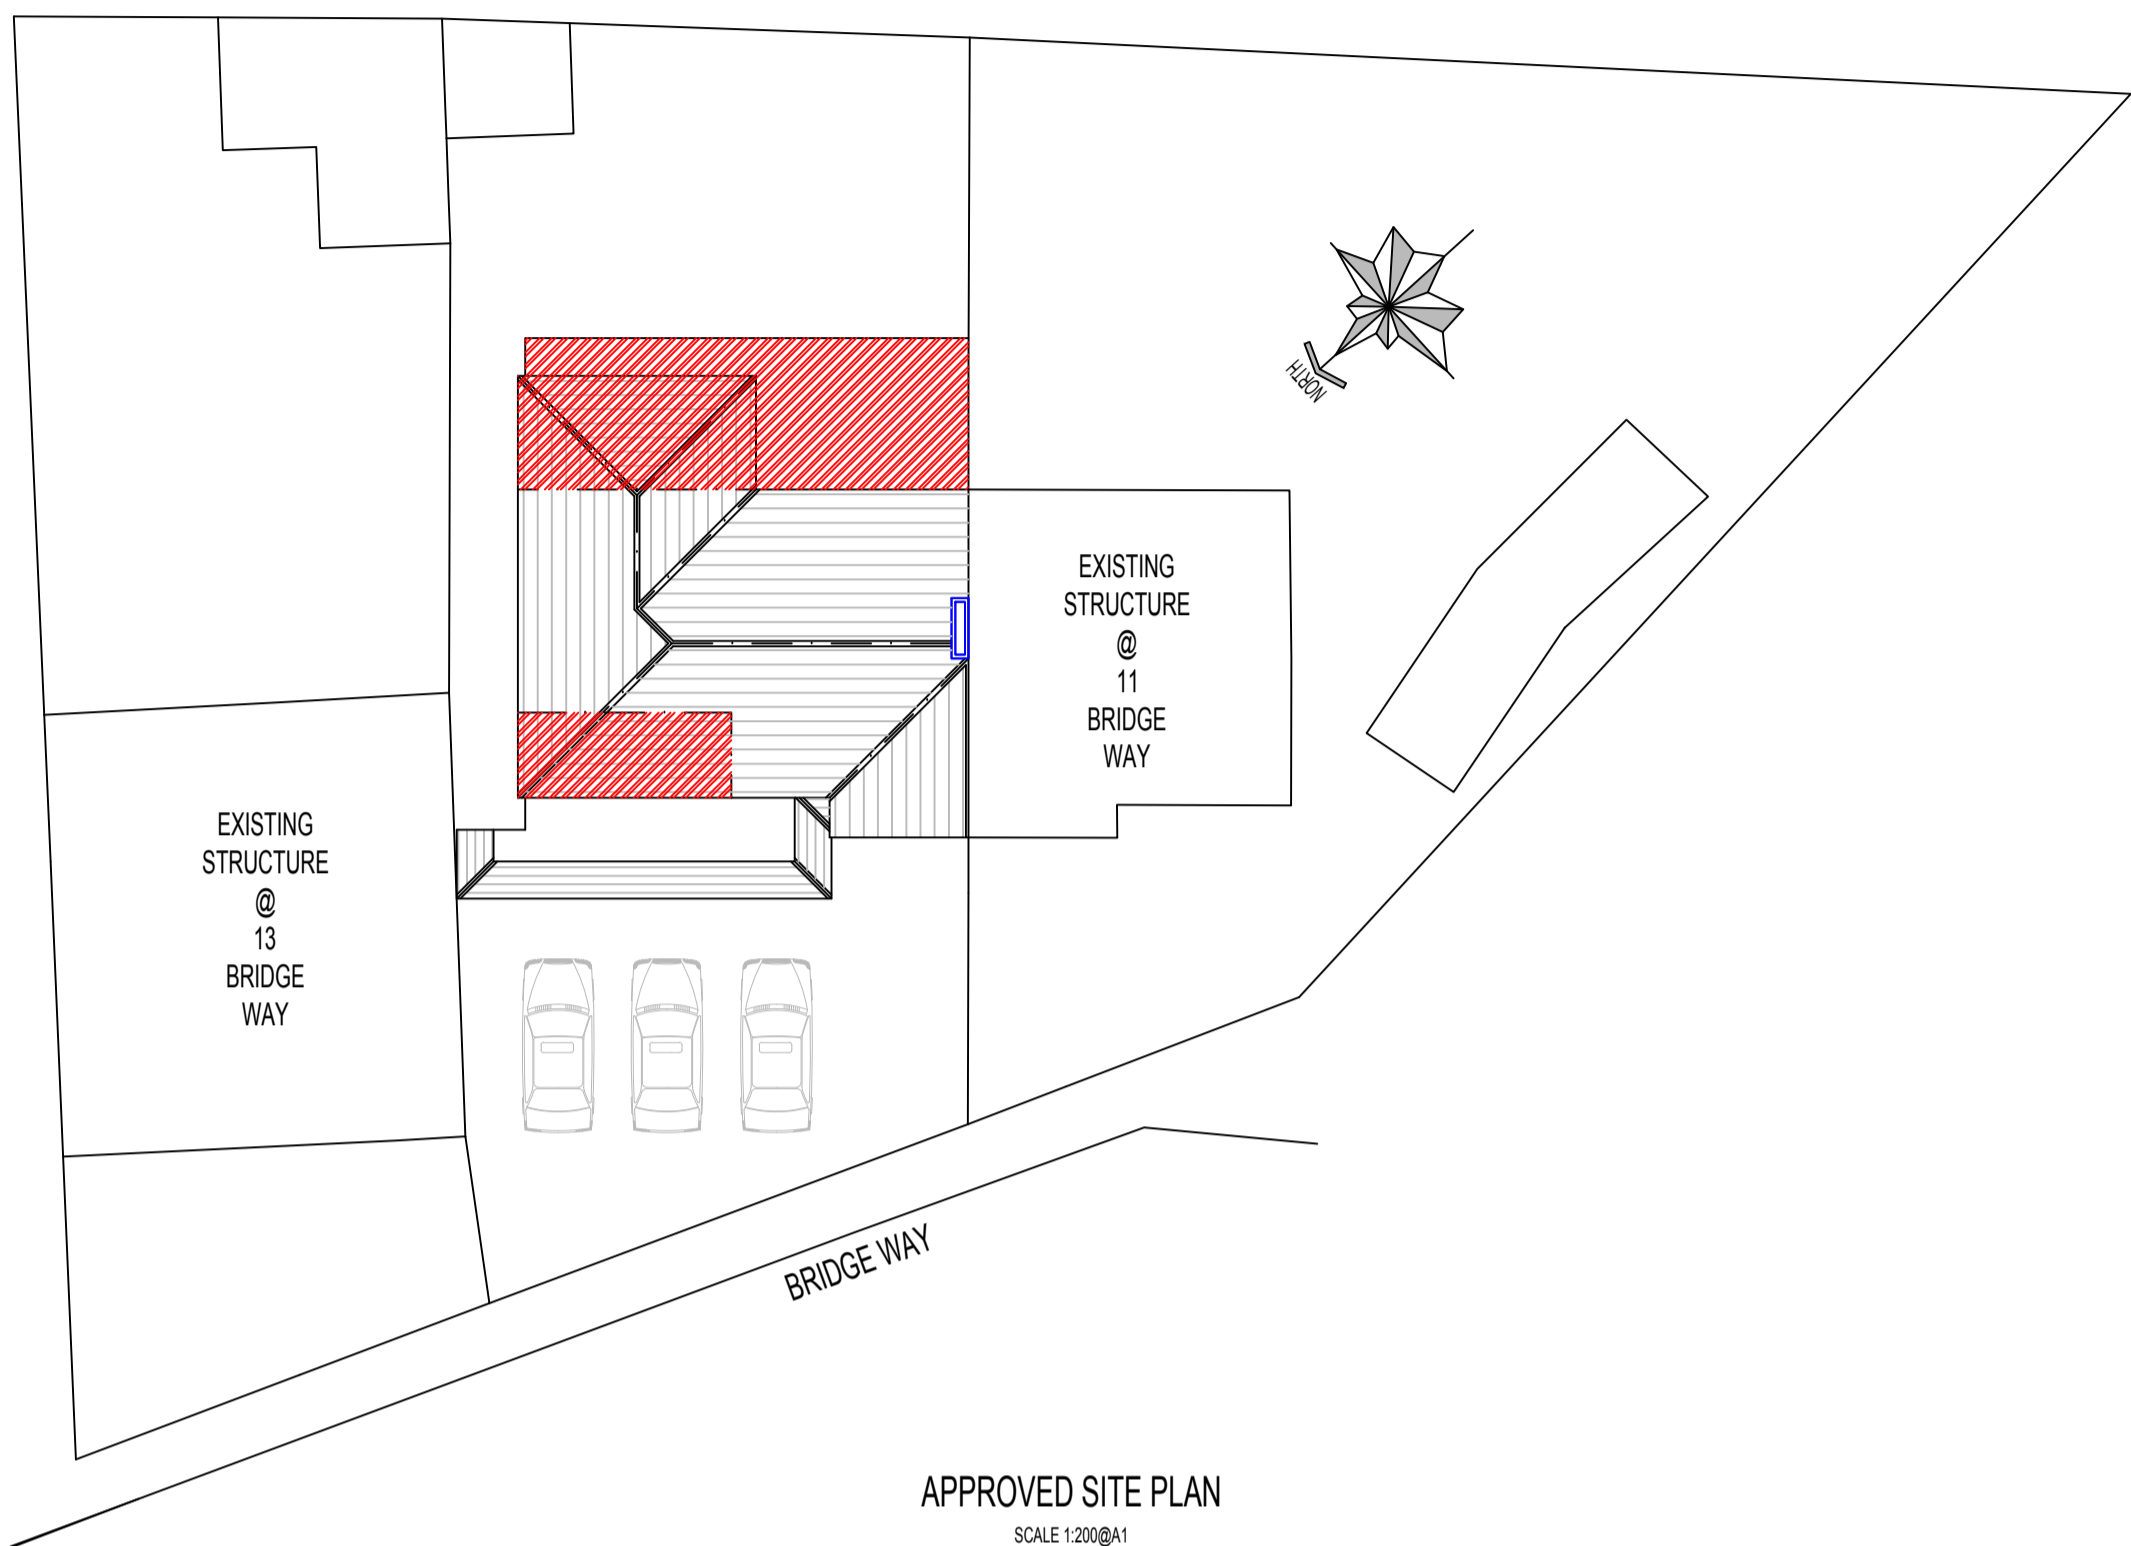 NORTH
EXISTING
STRUCTURE
@
11
BRIDGE
WAY
EXISTING
STRUCTURE
@
13
BRIDGE
WAY
BRIDGE WAY
APPROVED SITE PLAN
SCALE 1:200@A1